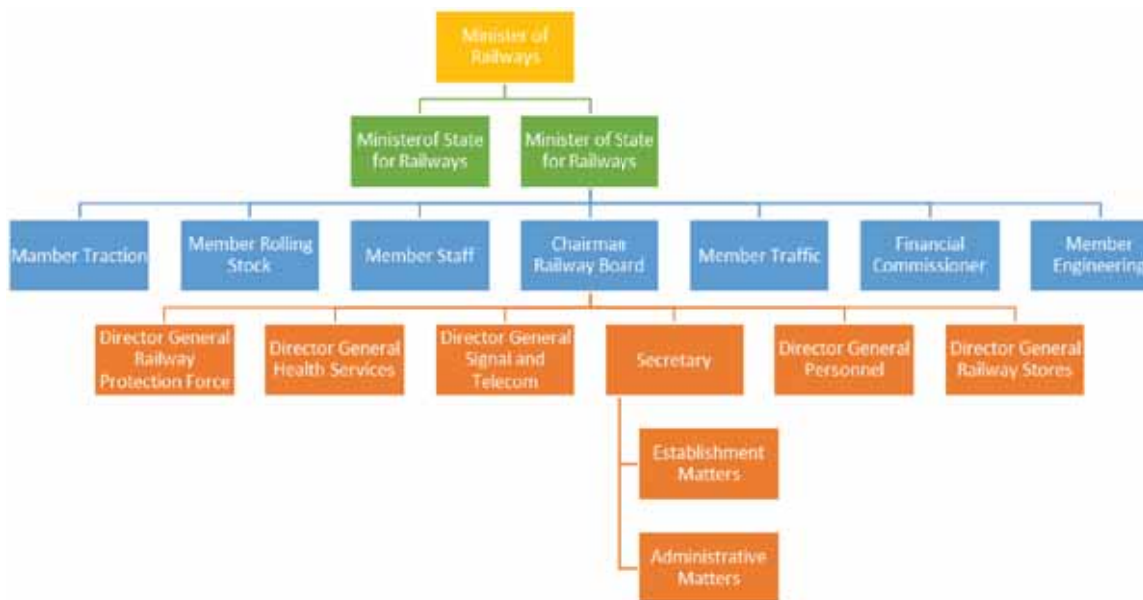 Minister of
Railways
Ministerof State
for Railways
Minister of State
for Railways
Mamber Traction
Member Rolling
Stock
Member Staff
Chairmar
Railway Board
Member Traffic
Financial
Commissioner
Member
Engineering
Director General
Railway
Protection Force
Director General
Health Services
Director General
Signal and
Telecom
Secretary
Director General
Personnel
Director General
Railway Stores
Establishment
Matters
Administrative
Matters